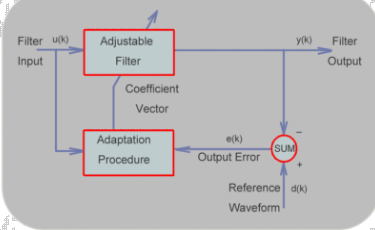 Filter u(k) Adjustable y(k) Filter
Input Filter Output
Coefficient
Vector
Adaptation e(k) −
Procedure Output Error SUM
+
Reference d(k)
Waveform